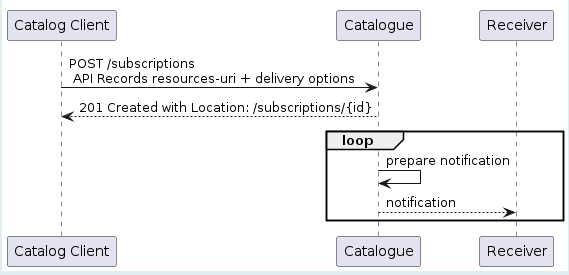 Catalog Client Catalogue Receiver
POST /subscriptions
API Records resources-uri + delivery options
201 Created with Location: /subscriptions/{id}
loop
prepare notification
notification
Catalog Client Catalogue Receiver